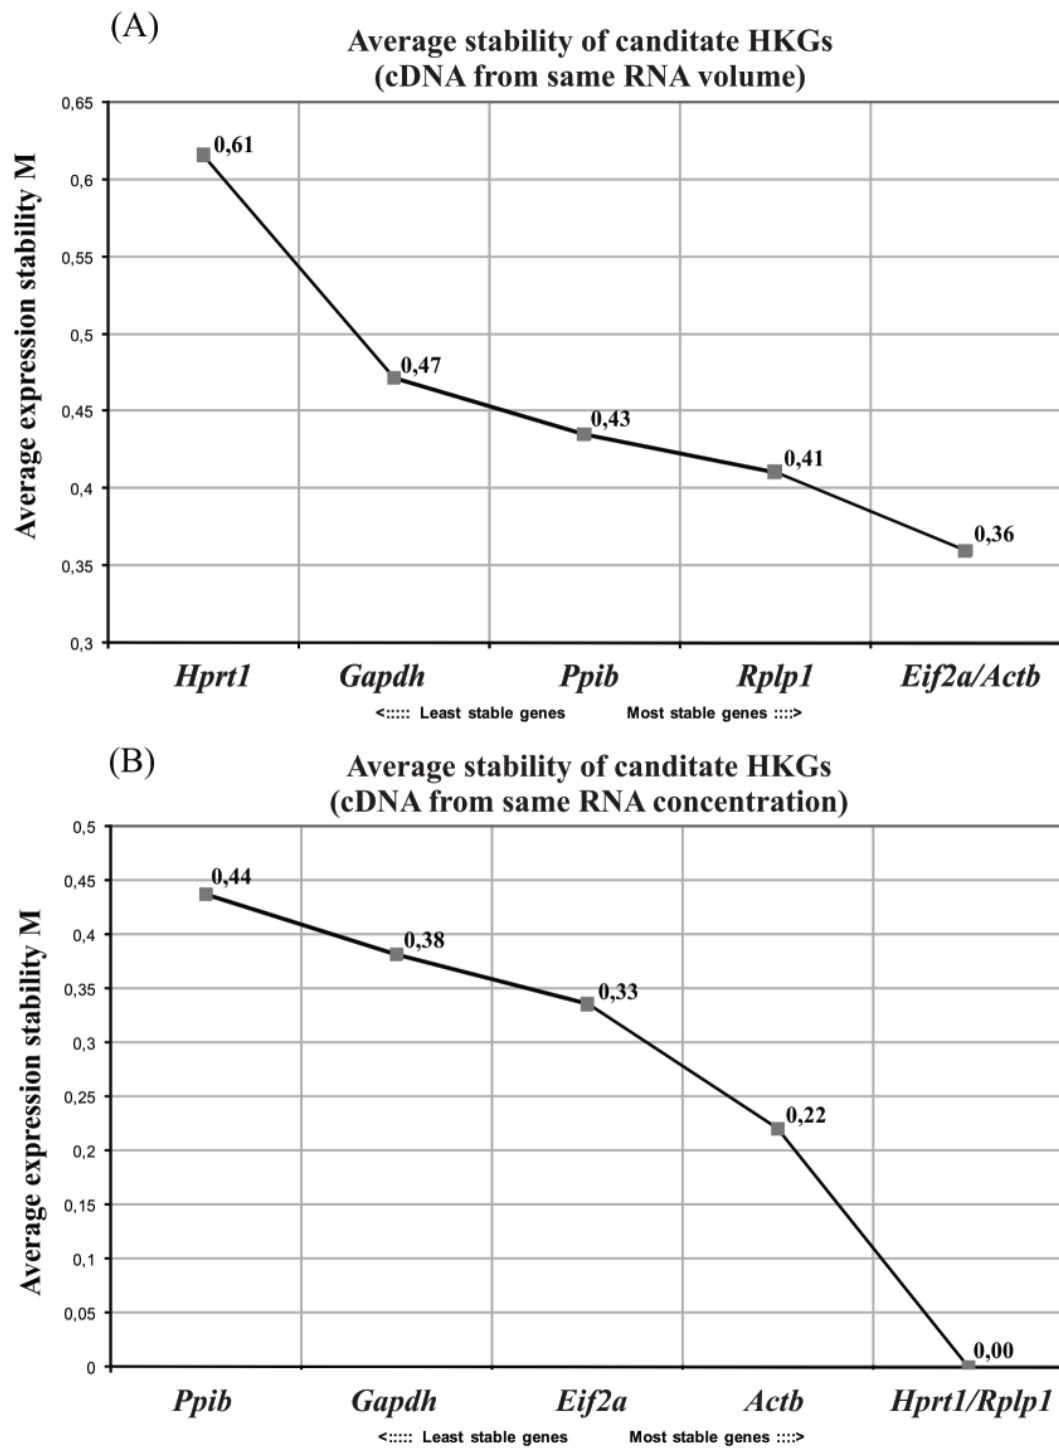 (A)
Average stability of canditate HKGs
(cDNA from same RNA volume)
Average expression stability M
0,65
0,6
0,55
0,5
0,45
0,4
0,35
0,3
0,61
0,47
0,43
0,41
0,36
Hprt1 Gapdh Ppib Rplp1 Eif2a/Actb
<::::: Least stable genes Most stable genes ::::>
(B)
Average stability of canditate HKGs
(cDNA from same RNA concentration)
Average expression stability M
0,5
0,45
0,4
0,35
0,3
0,25
0,2
0,15
0,1
0,05
0
0,44
0,38
0,33
0,22
0,00
Ppib Gapdh Eif2a Actb Hprt1/Rplp1
<::::: Least stable genes Most stable genes ::::>